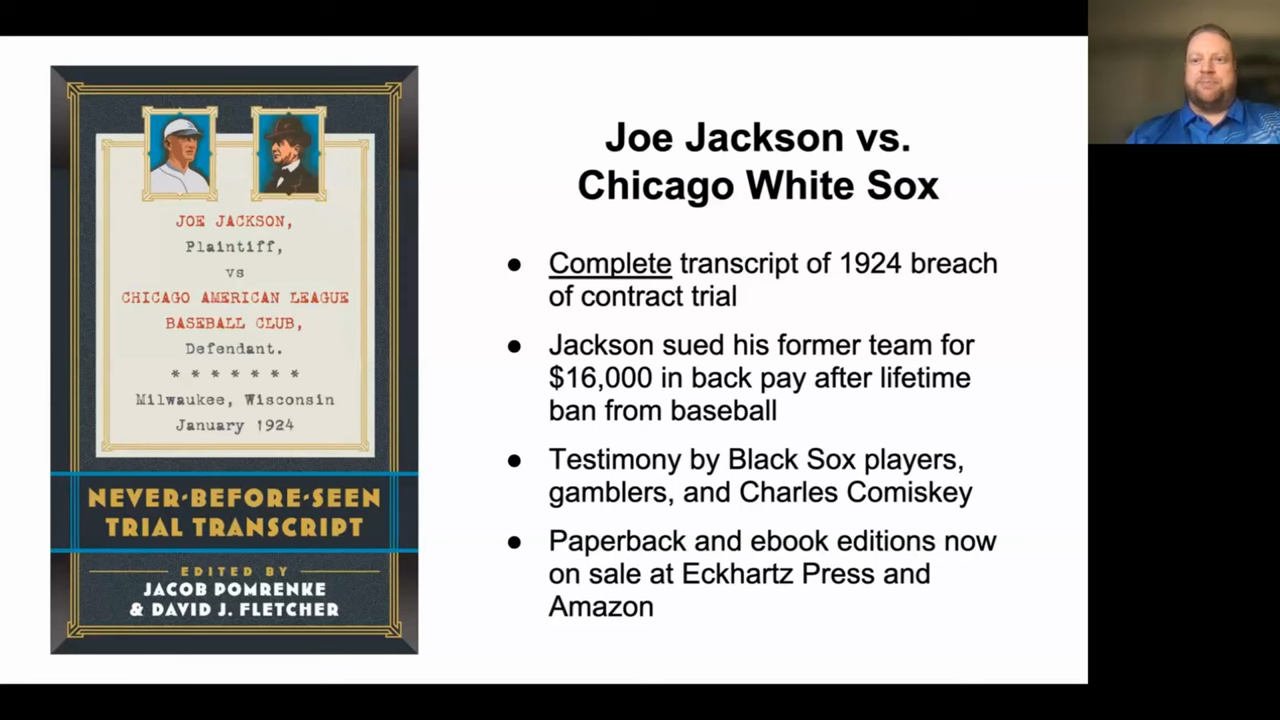 JOE JACKSON,
Plaintiff,
vs
CHICAGO AMERICAN LEAGUE
BASEBALL CLUB,
Defendant.
* * * * * * *
Milwaukee, Wisconsin
January 1924
NEVER-BEFORE-SEEN
TRIAL TRANSCRIPT
EDITED BY
JACOB POMRENKE
& DAVID J. FLETCHER
Joe Jackson vs.
Chicago White Sox
● Complete transcript of 1924 breach
of contract trial
● Jackson sued his former team for
$16,000 in back pay after lifetime
ban from baseball
● Testimony by Black Sox players,
gamblers, and Charles Comiskey
● Paperback and ebook editions now
on sale at Eckhartz Press and
Amazon